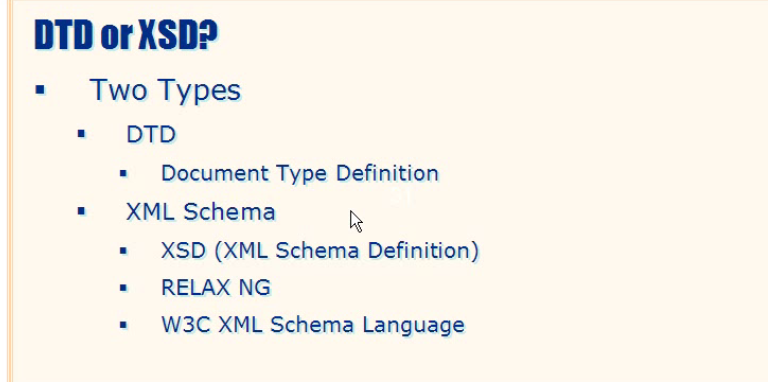 DTD or XSD?
Two Types
DTD
Document Type Definition
XML Schema
XSD (XML Schema Definition)
RELAX NG
W3C XML Schema Language